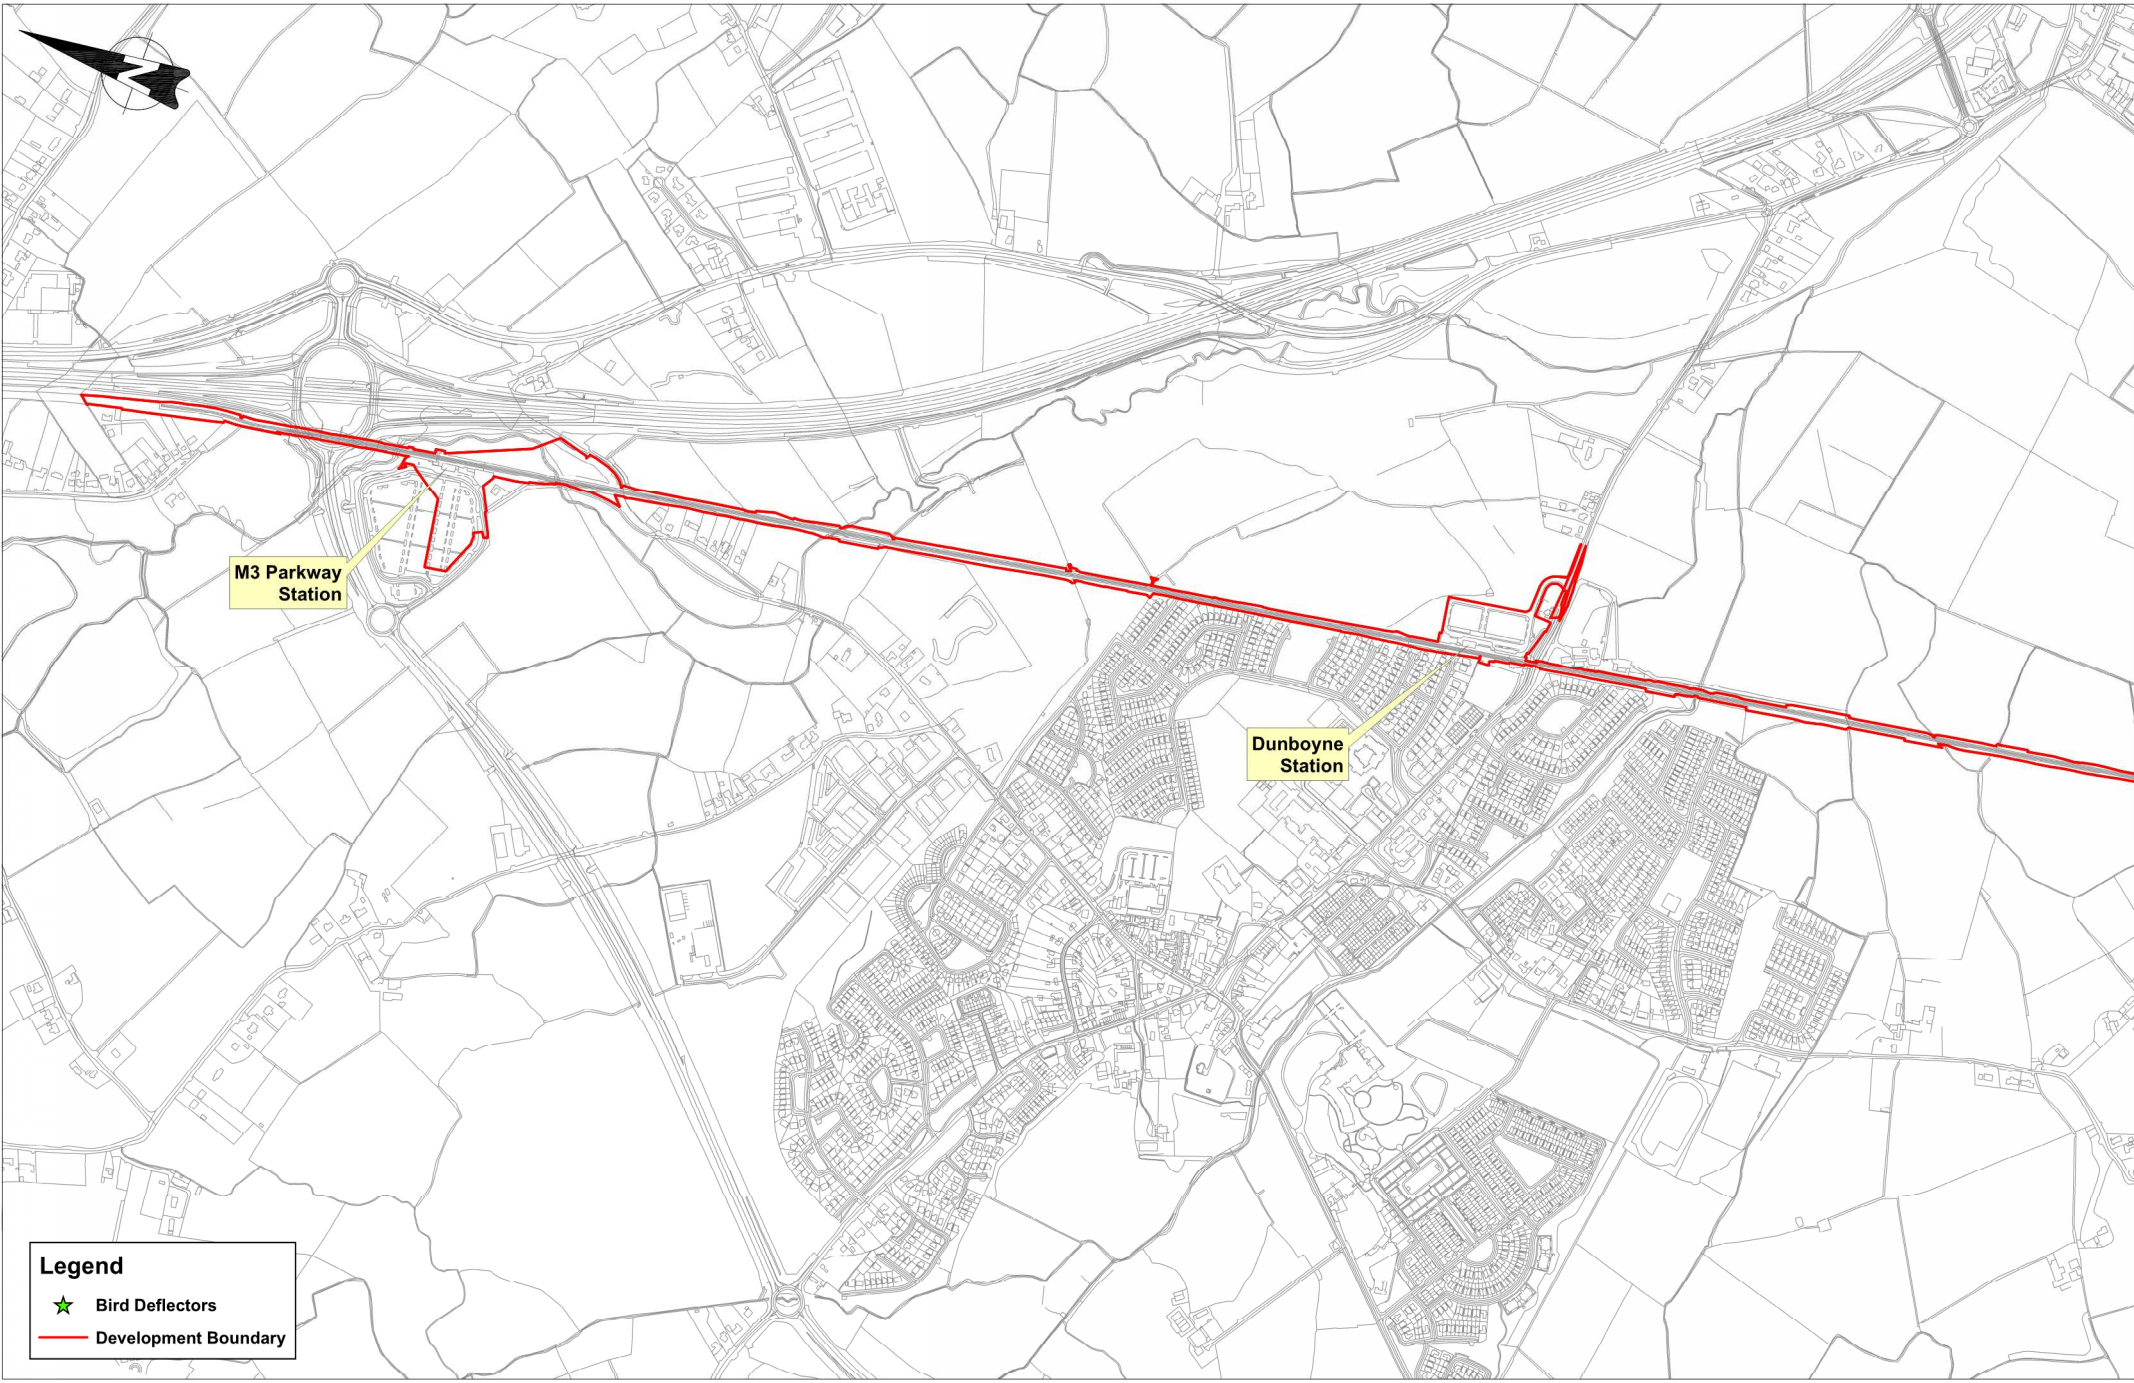 N
M3 Parkway
Station
Dunboyne
Station
Legend
Bird Deflectors
Development Boundary